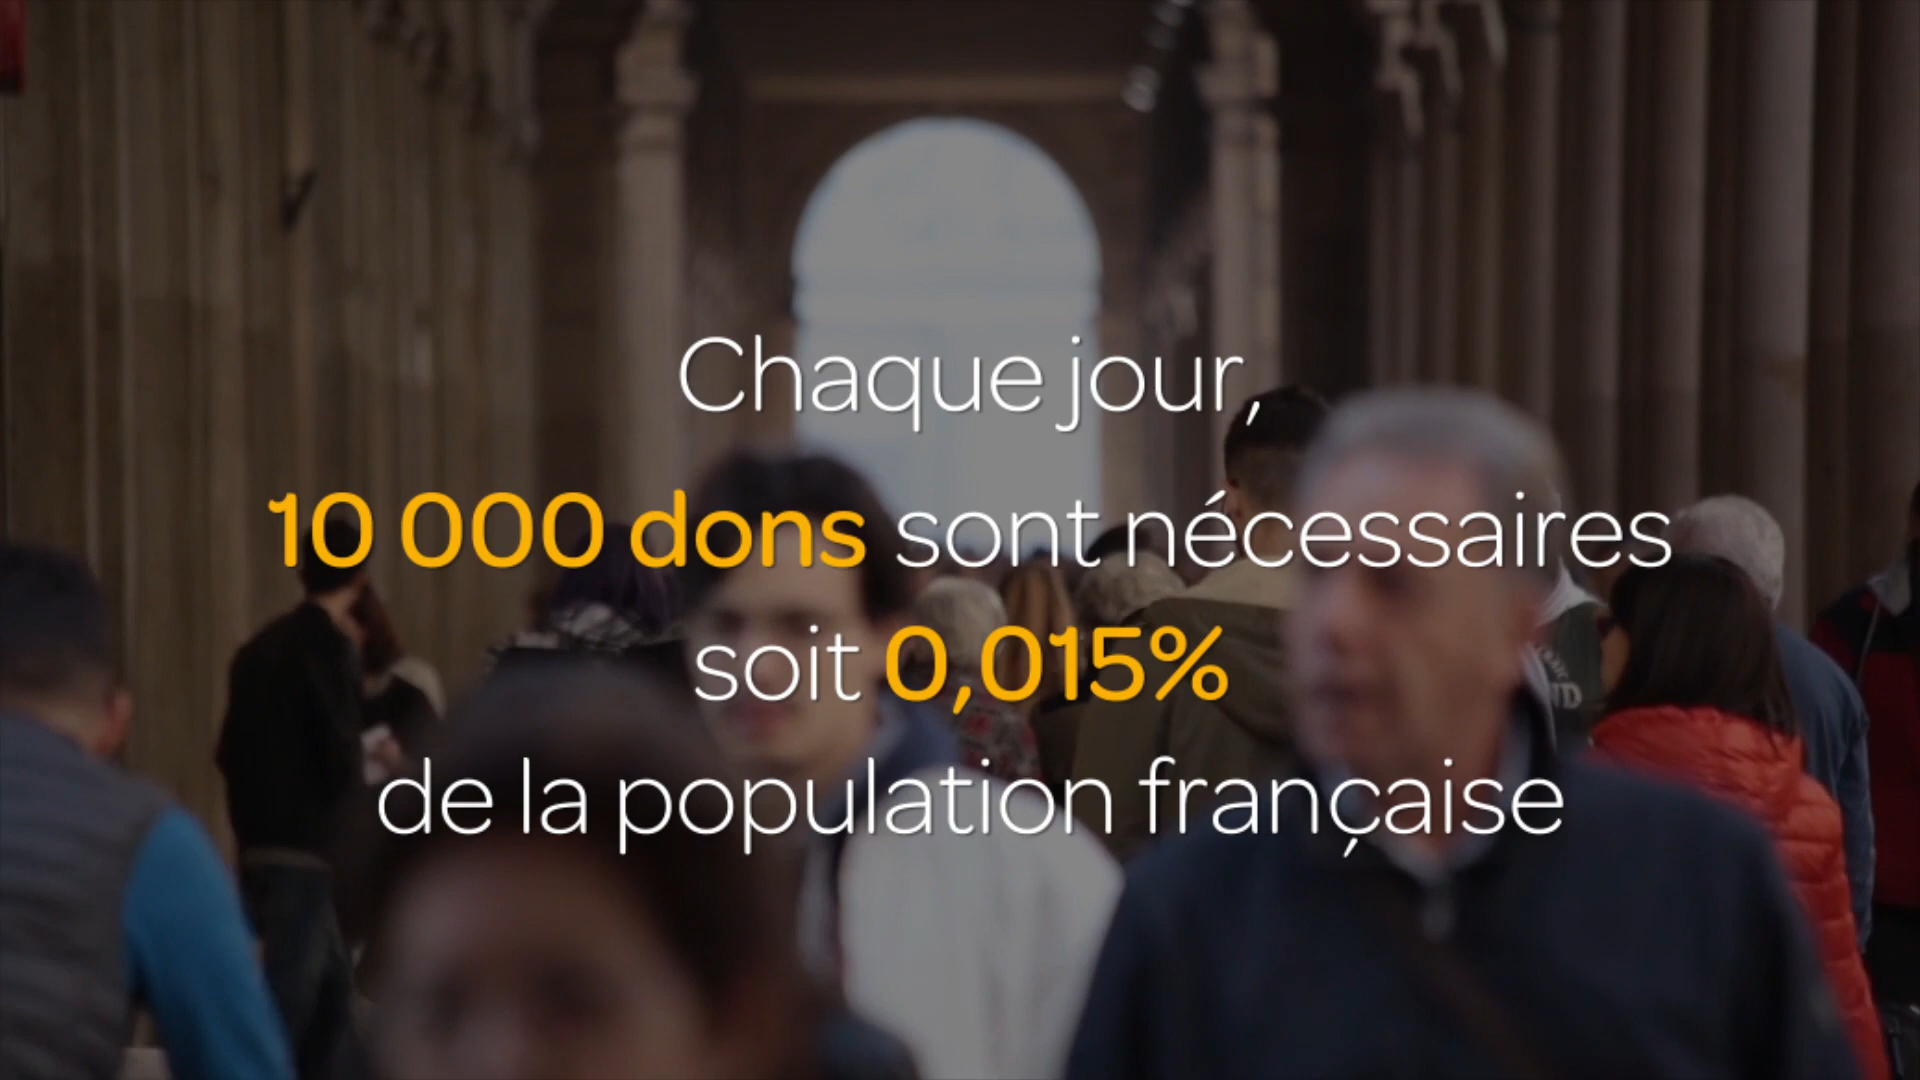 Chaque jour,
10 000 dons sont nécessaires
soit 0,015%
de la population française